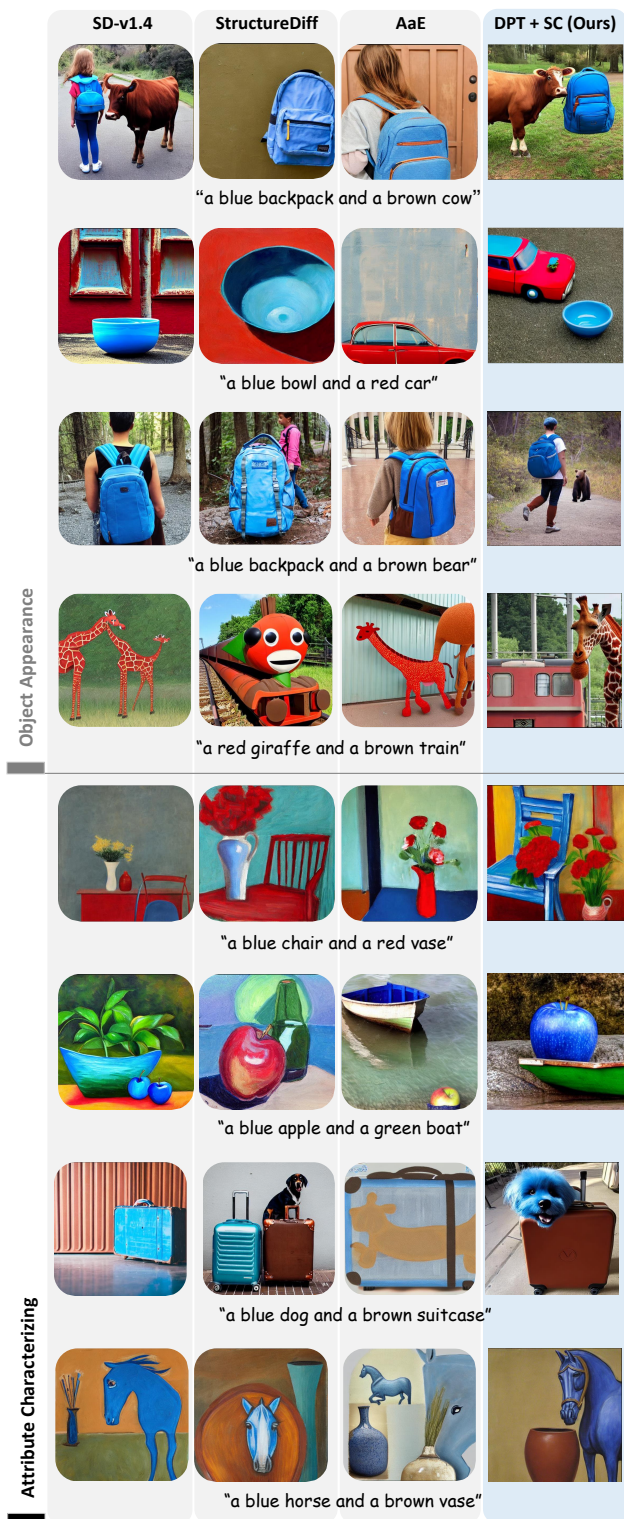 SD-v1.4 StructureDiff AaE DPT + SC (Ours)
“a blue backpack and a brown cow”
“a blue bowl and a red car”
“a blue backpack and a brown bear”
Object Appearance
“a red giraffe and a brown train”
“a blue chair and a red vase”
“a blue apple and a green boat”
“a blue dog and a brown suitcase”
Attribute Characterizing
“a blue horse and a brown vase”